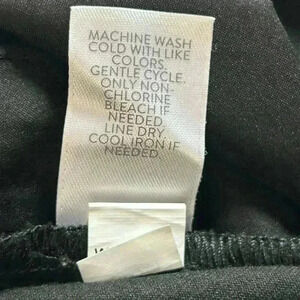 MACHINE WASH
COLD WITH LIKE
COLORS.
GENTLE CYCLE.
ONLY NON-
CHLORINE
BLEACH IF
NEEDED.
LINE DRY.
COOL IRON IF
NEEDED.